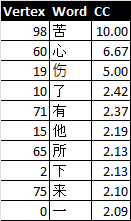 Vertex Word CC
98 苦 10.00
60 心 6.67
19 伤 5.00
10 了 2.42
71 有 2.37
15 他 2.19
65 所 2.13
2 下 2.13
75 来 2.10
0 一 2.09